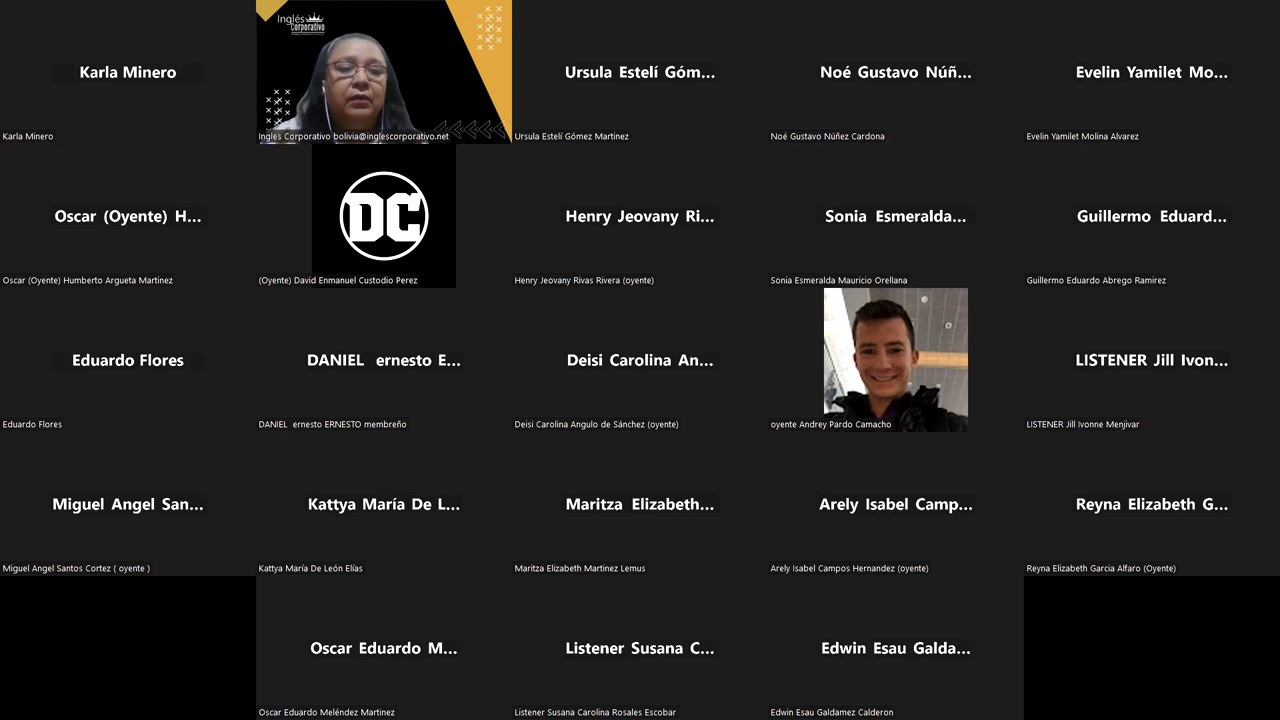 Karla Minero
Karla Minero
Inglés
Corporativo
Inglés Corporativo bolivia@inglescorporativo.net
Ursula Estelí Góm...
Ursula Estelí Gómez Martinez
Noé Gustavo Núñ...
Noé Gustavo Núñez Cardona
Evelin Yamilet Mo...
Evelin Yamilet Molina Alvarez
Oscar (Oyente) H...
Oscar (Oyente) Humberto Argueta Martinez
DC
(Oyente) David Enmanuel Custodio Perez
Henry Jeovany Ri...
Henry Jeovany Rivas Rivera (oyente)
Sonia Esmeralda...
Sonia Esmeralda Mauricio Orellana
Guillermo Eduard...
Guillermo Eduardo Abrego Ramirez
Eduardo Flores
Eduardo Flores
DANIEL ernesto E...
DANIEL ernesto ERNESTO membreño
Deisi Carolina An...
Deisi Carolina Angulo de Sánchez (oyente)
oyente Andrey Pardo Camacho
LISTENER Jill Ivon...
LISTENER Jill Ivonne Menjivar
Miguel Angel San...
Miguel Angel Santos Cortez ( oyente )
Kattya María De L...
Kattya María De León Elías
Maritza Elizabeth...
Maritza Elizabeth Martinez Lemus
Arely Isabel Camp...
Arely Isabel Campos Hernandez (oyente)
Reyna Elizabeth G...
Reyna Elizabeth Garcia Alfaro (Oyente)
Oscar Eduardo M...
Oscar Eduardo Meléndez Martinez
Listener Susana C...
Listener Susana Carolina Rosales Escobar
Edwin Esau Galda...
Edwin Esau Galdamez Calderon